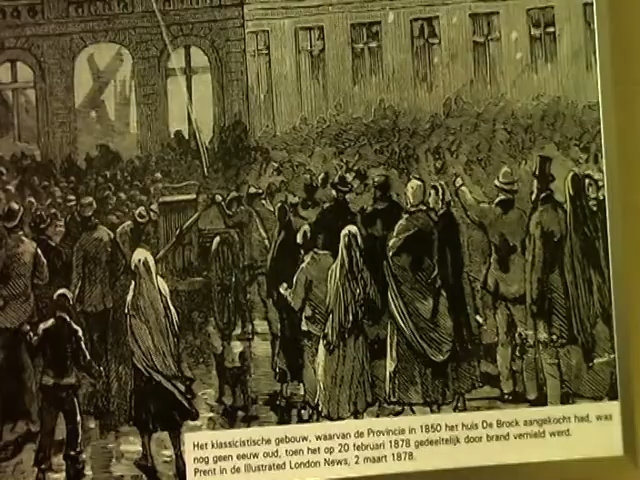 Het klassicistische gebouw, waarvan de Provincie in 1850 het huis De Brock aangekocht had, was
nog geen eeuw oud, toen het op 20 februari 1878 gedeeltelijk door brand vernield werd.
Prent in de Illustrated London News, 2 maart 1878.